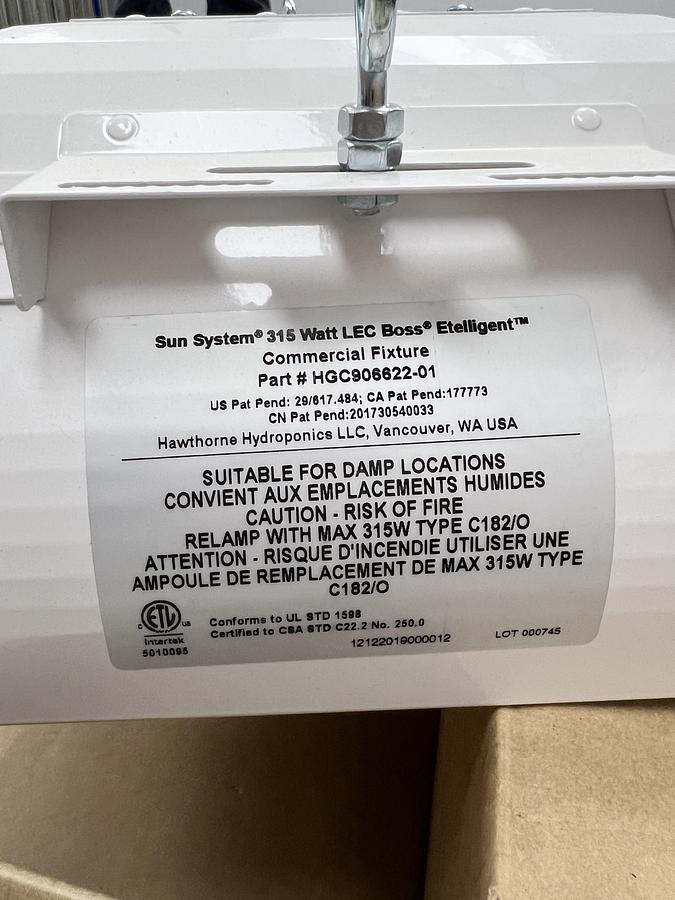 Sun System® 315 Watt LEC Boss® Etelligent™
Commercial Fixture
Part # HGC906622-01
US Pat Pend: 29/617.484; CA Pat Pend:177773
CN Pat Pend:201730540033
Hawthorne Hydroponics LLC, Vancouver, WA USA
SUITABLE FOR DAMP LOCATIONS
CONVIENT AUX EMPLACEMENTS HUMIDES
CAUTION - RISK OF FIRE
RELAMP WITH MAX 315W TYPE C182/O
ATTENTION - RISQUE D'INCENDIE UTILISER UNE
AMPOULE DE REMPLACEMENT DE MAX 315W TYPE
C182/O
c ETL us
Intertek
5010095
Conforms to UL STD 1598
Certified to CSA STD C22.2 No. 250.0
12122019000012
LOT 000745